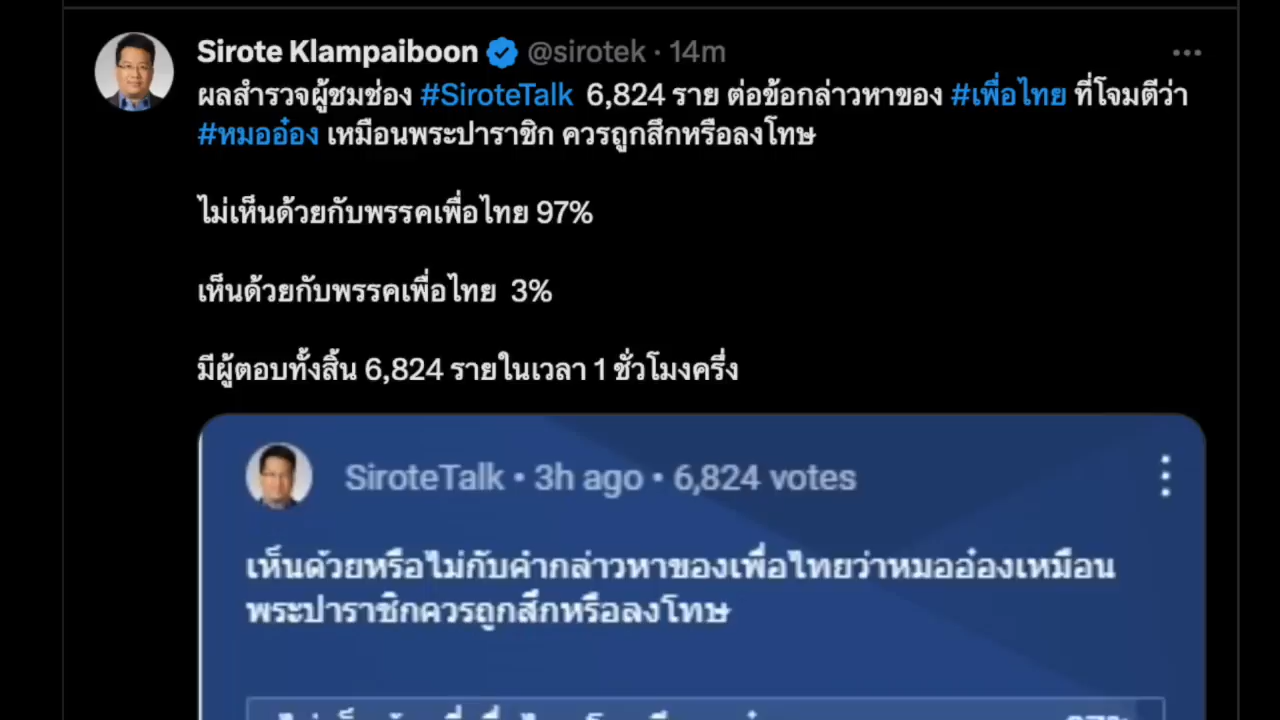 Sirote Klampaiboon @sirotek · 14m
ผลสำรวจผู้ชมช่อง #SiroteTalk 6,824 ราย ต่อข้อกล่าวหาของ #เพื่อไทย ที่โจมตีว่า
#หมออ๋อง เหมือนพระปาราชิก ควรถูกสึกหรือลงโทษ
ไม่เห็นด้วยกับพรรคเพื่อไทย 97%
เห็นด้วยกับพรรคเพื่อไทย 3%
มีผู้ตอบทั้งสิ้น 6,824 รายในเวลา 1 ชั่วโมงครึ่ง
SiroteTalk • 3h ago • 6,824 votes
เห็นด้วยหรือไม่กับคำกล่าวหาของเพื่อไทยว่าหมออ๋องเหมือน
พระปาราชิกควรถูกสึกหรือลงโทษ